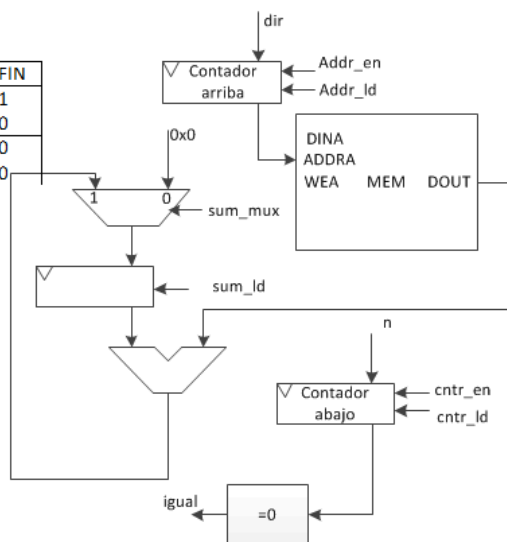 dir
FIN
1
0
0
0
Contador
arriba
Addr_en
Addr_ld
0x0
DINA
ADDRA
WEA MEM DOUT
1 0
sum_mux
sum_ld
n
Contador
abajo
cntr_en
cntr_ld
igual
=0